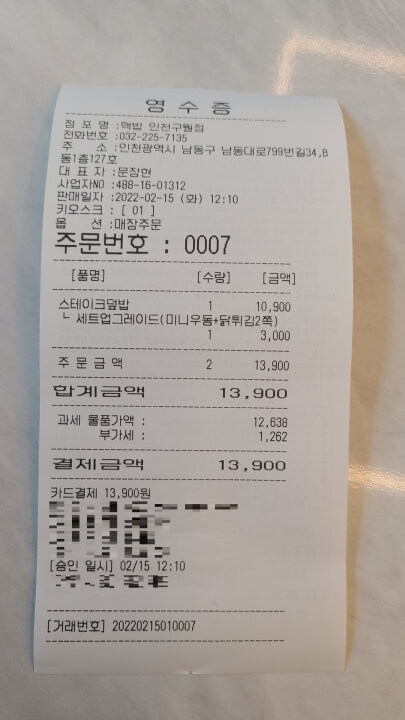 영 수 증
점 포 명 :핵밥 인천구월점
전화번호 :032-225-7135
주 소 :인천광역시 남동구 남동대로799번길34,B
동1층127호
대 표 자 :문장현
사업자NO :488-16-01312
판매일자 :2022-02-15 (화) 12:10
키오스크 : [ 01 ]
옵 션 :매장주문
주문번호 : 0007
[품명] [수량] [금액]
스테이크덮밥 1 10,900
ㄴ 세트업그레이드(미니우동+닭튀김2쪽)
1 3,000
주 문 금 액 2 13,900
합계금액 13,900
과세 물품가액 : 12,638
부가세 : 1,262
결제금액 13,900
카드결제 13,900원
[승인 일시] 02/15 12:10
[거래번호] 20220215010007